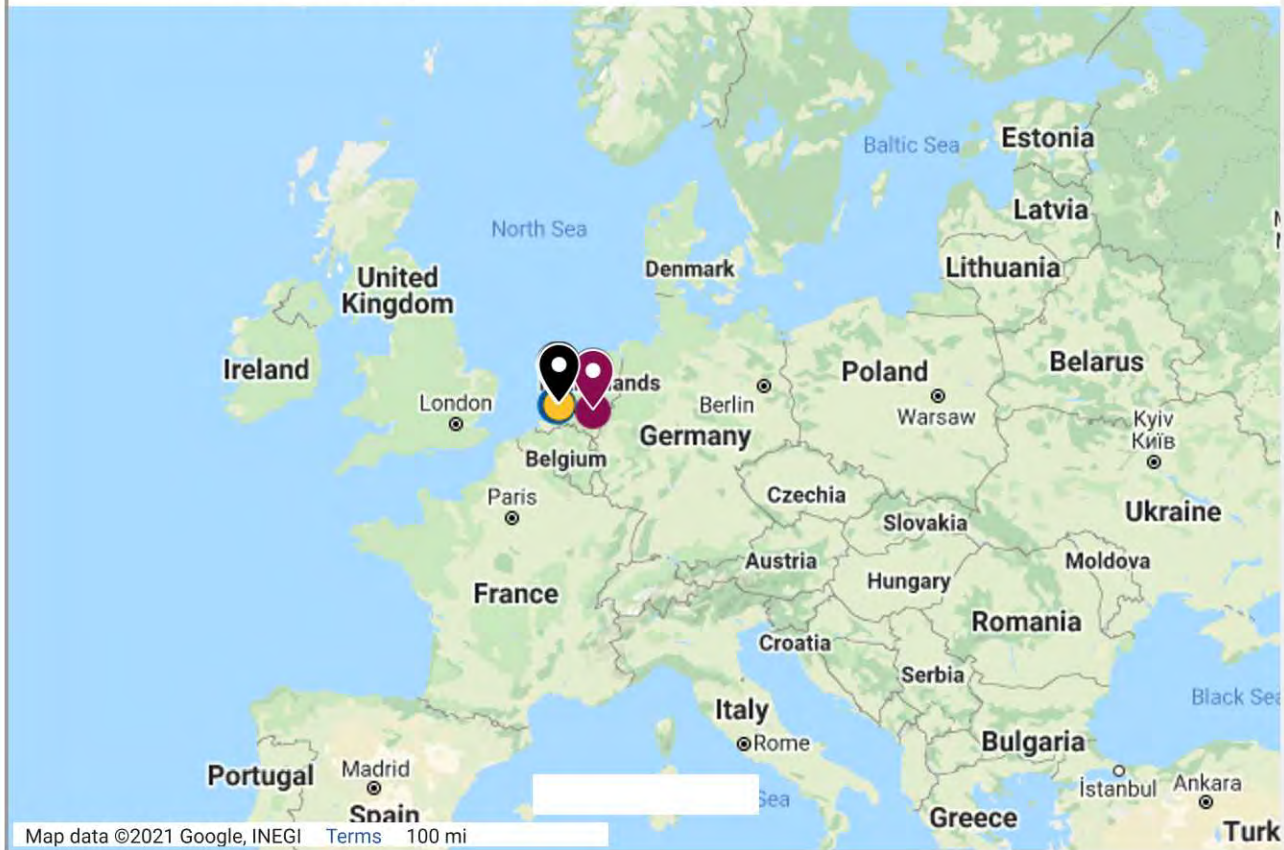 Estonia
Baltic Sea
Latvia
North Sea
Denmark
Lithuania
United
Kingdom
Ireland
Belarus
Poland
London
Berlin
Warsaw
Kyiv
Київ
Germany
Belgium
Paris
Czechia
Ukraine
Slovakia
Austria
Moldova
Hungary
France
Romania
Croatia
Serbia
Black Sea
Italy
Rome
Bulgaria
Portugal
Madrid
İstanbul
Ankara
Sea
Spain
Greece
Turk
Map data ©2021 Google, INEGI Terms 100 mi